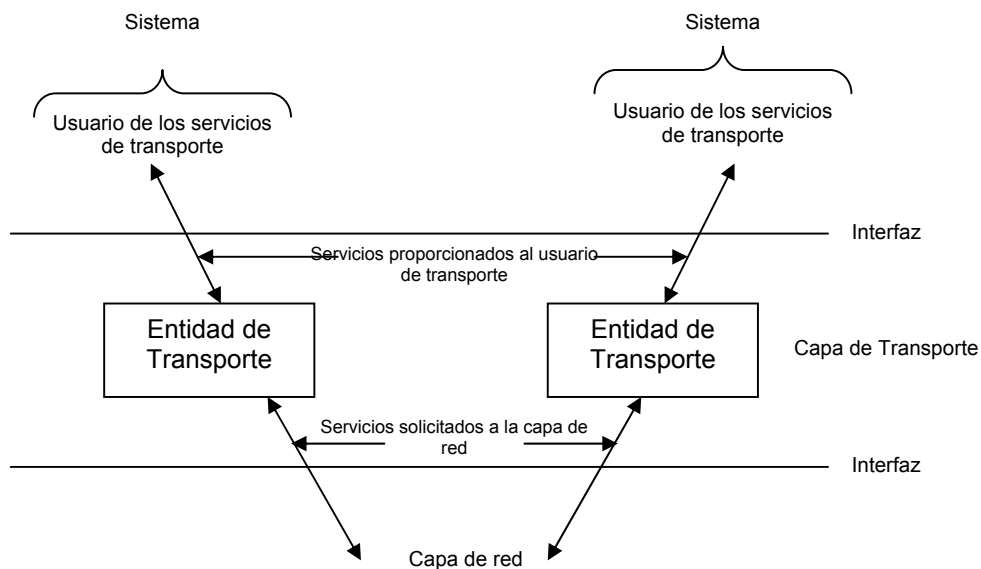 Sistema
Sistema
Usuario de los servicios
de transporte
Usuario de los servicios
de transporte
Interfaz
Servicios proporcionados al usuario
de transporte
Entidad de
Transporte
Entidad de
Transporte
Capa de Transporte
Servicios solicitados a la capa de
red
Interfaz
Capa de red